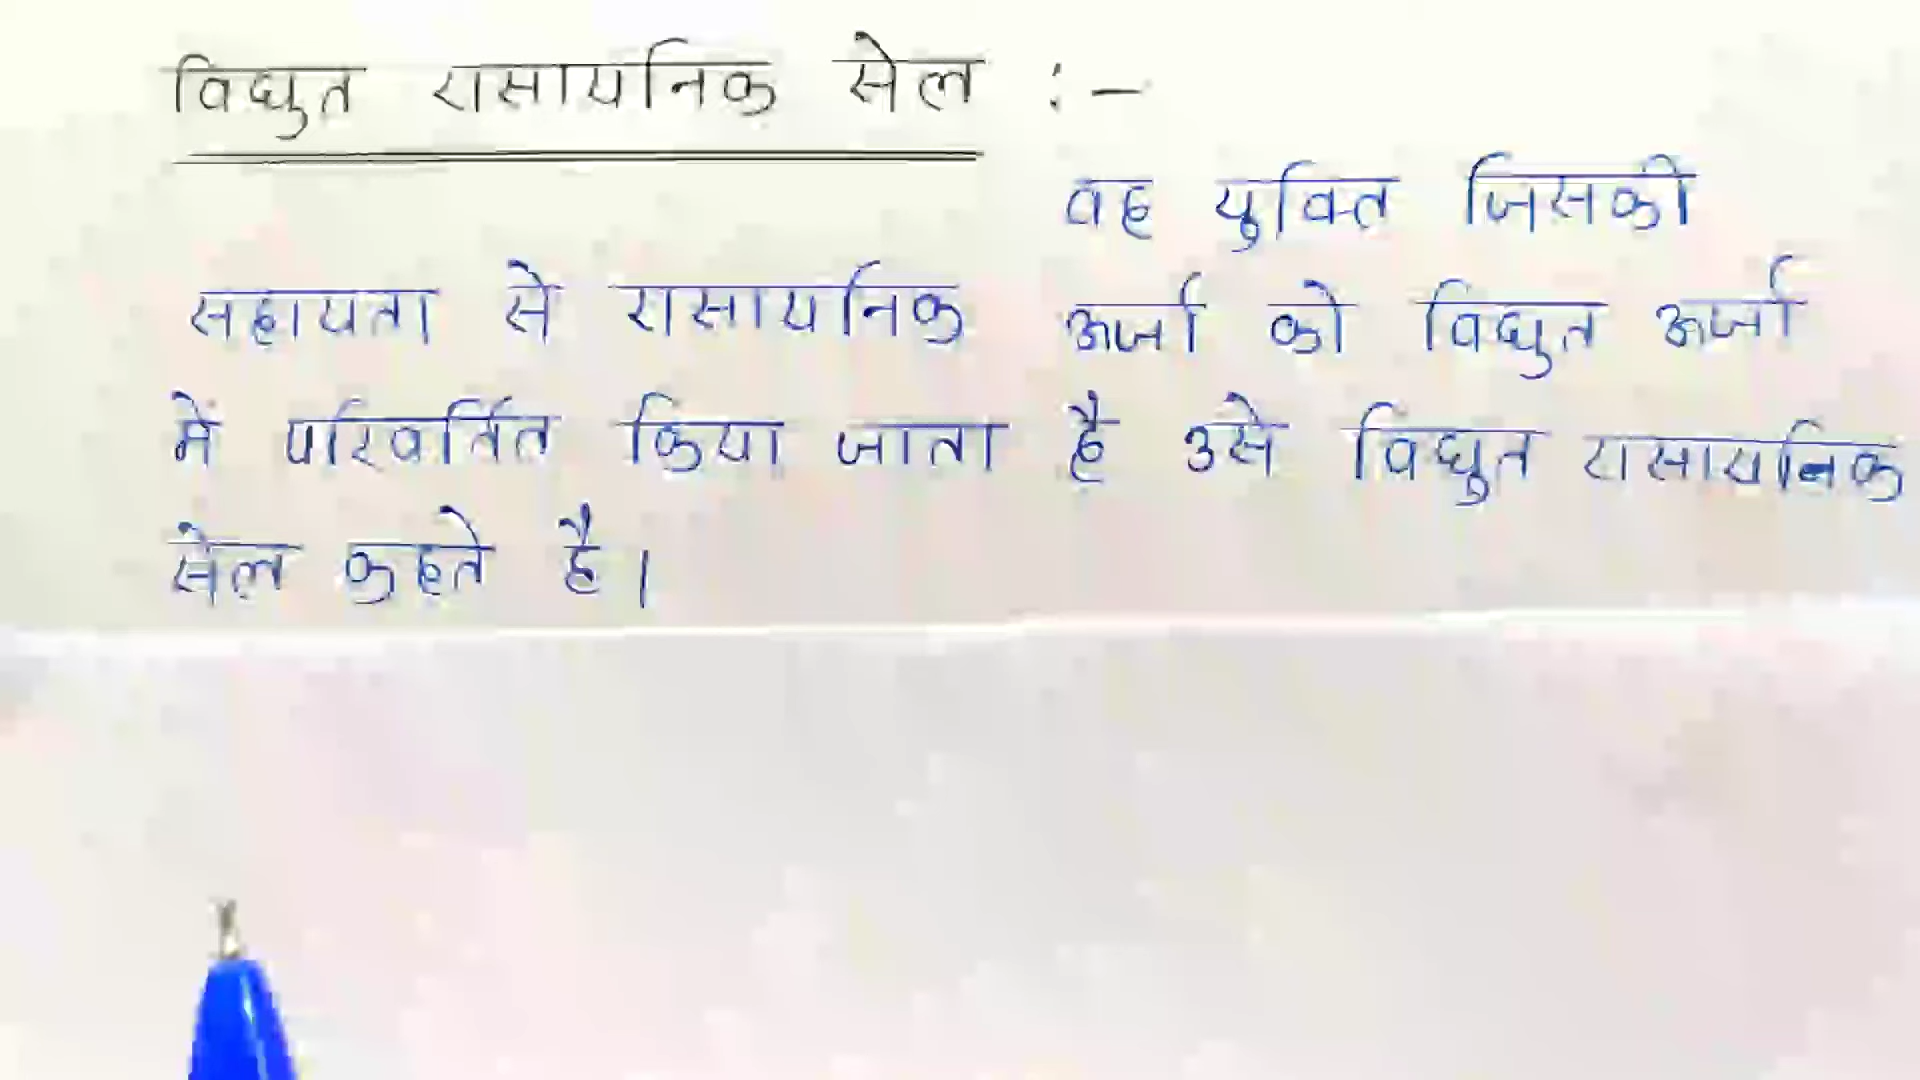 विद्युत रासायनिक सेल :-
वह युक्ति जिसकी
सहायता से रासायनिक ऊर्जा को विद्युत ऊर्जा
में परिवर्तित किया जाता है उसे विद्युत रासायनिक
सेल कहते है।